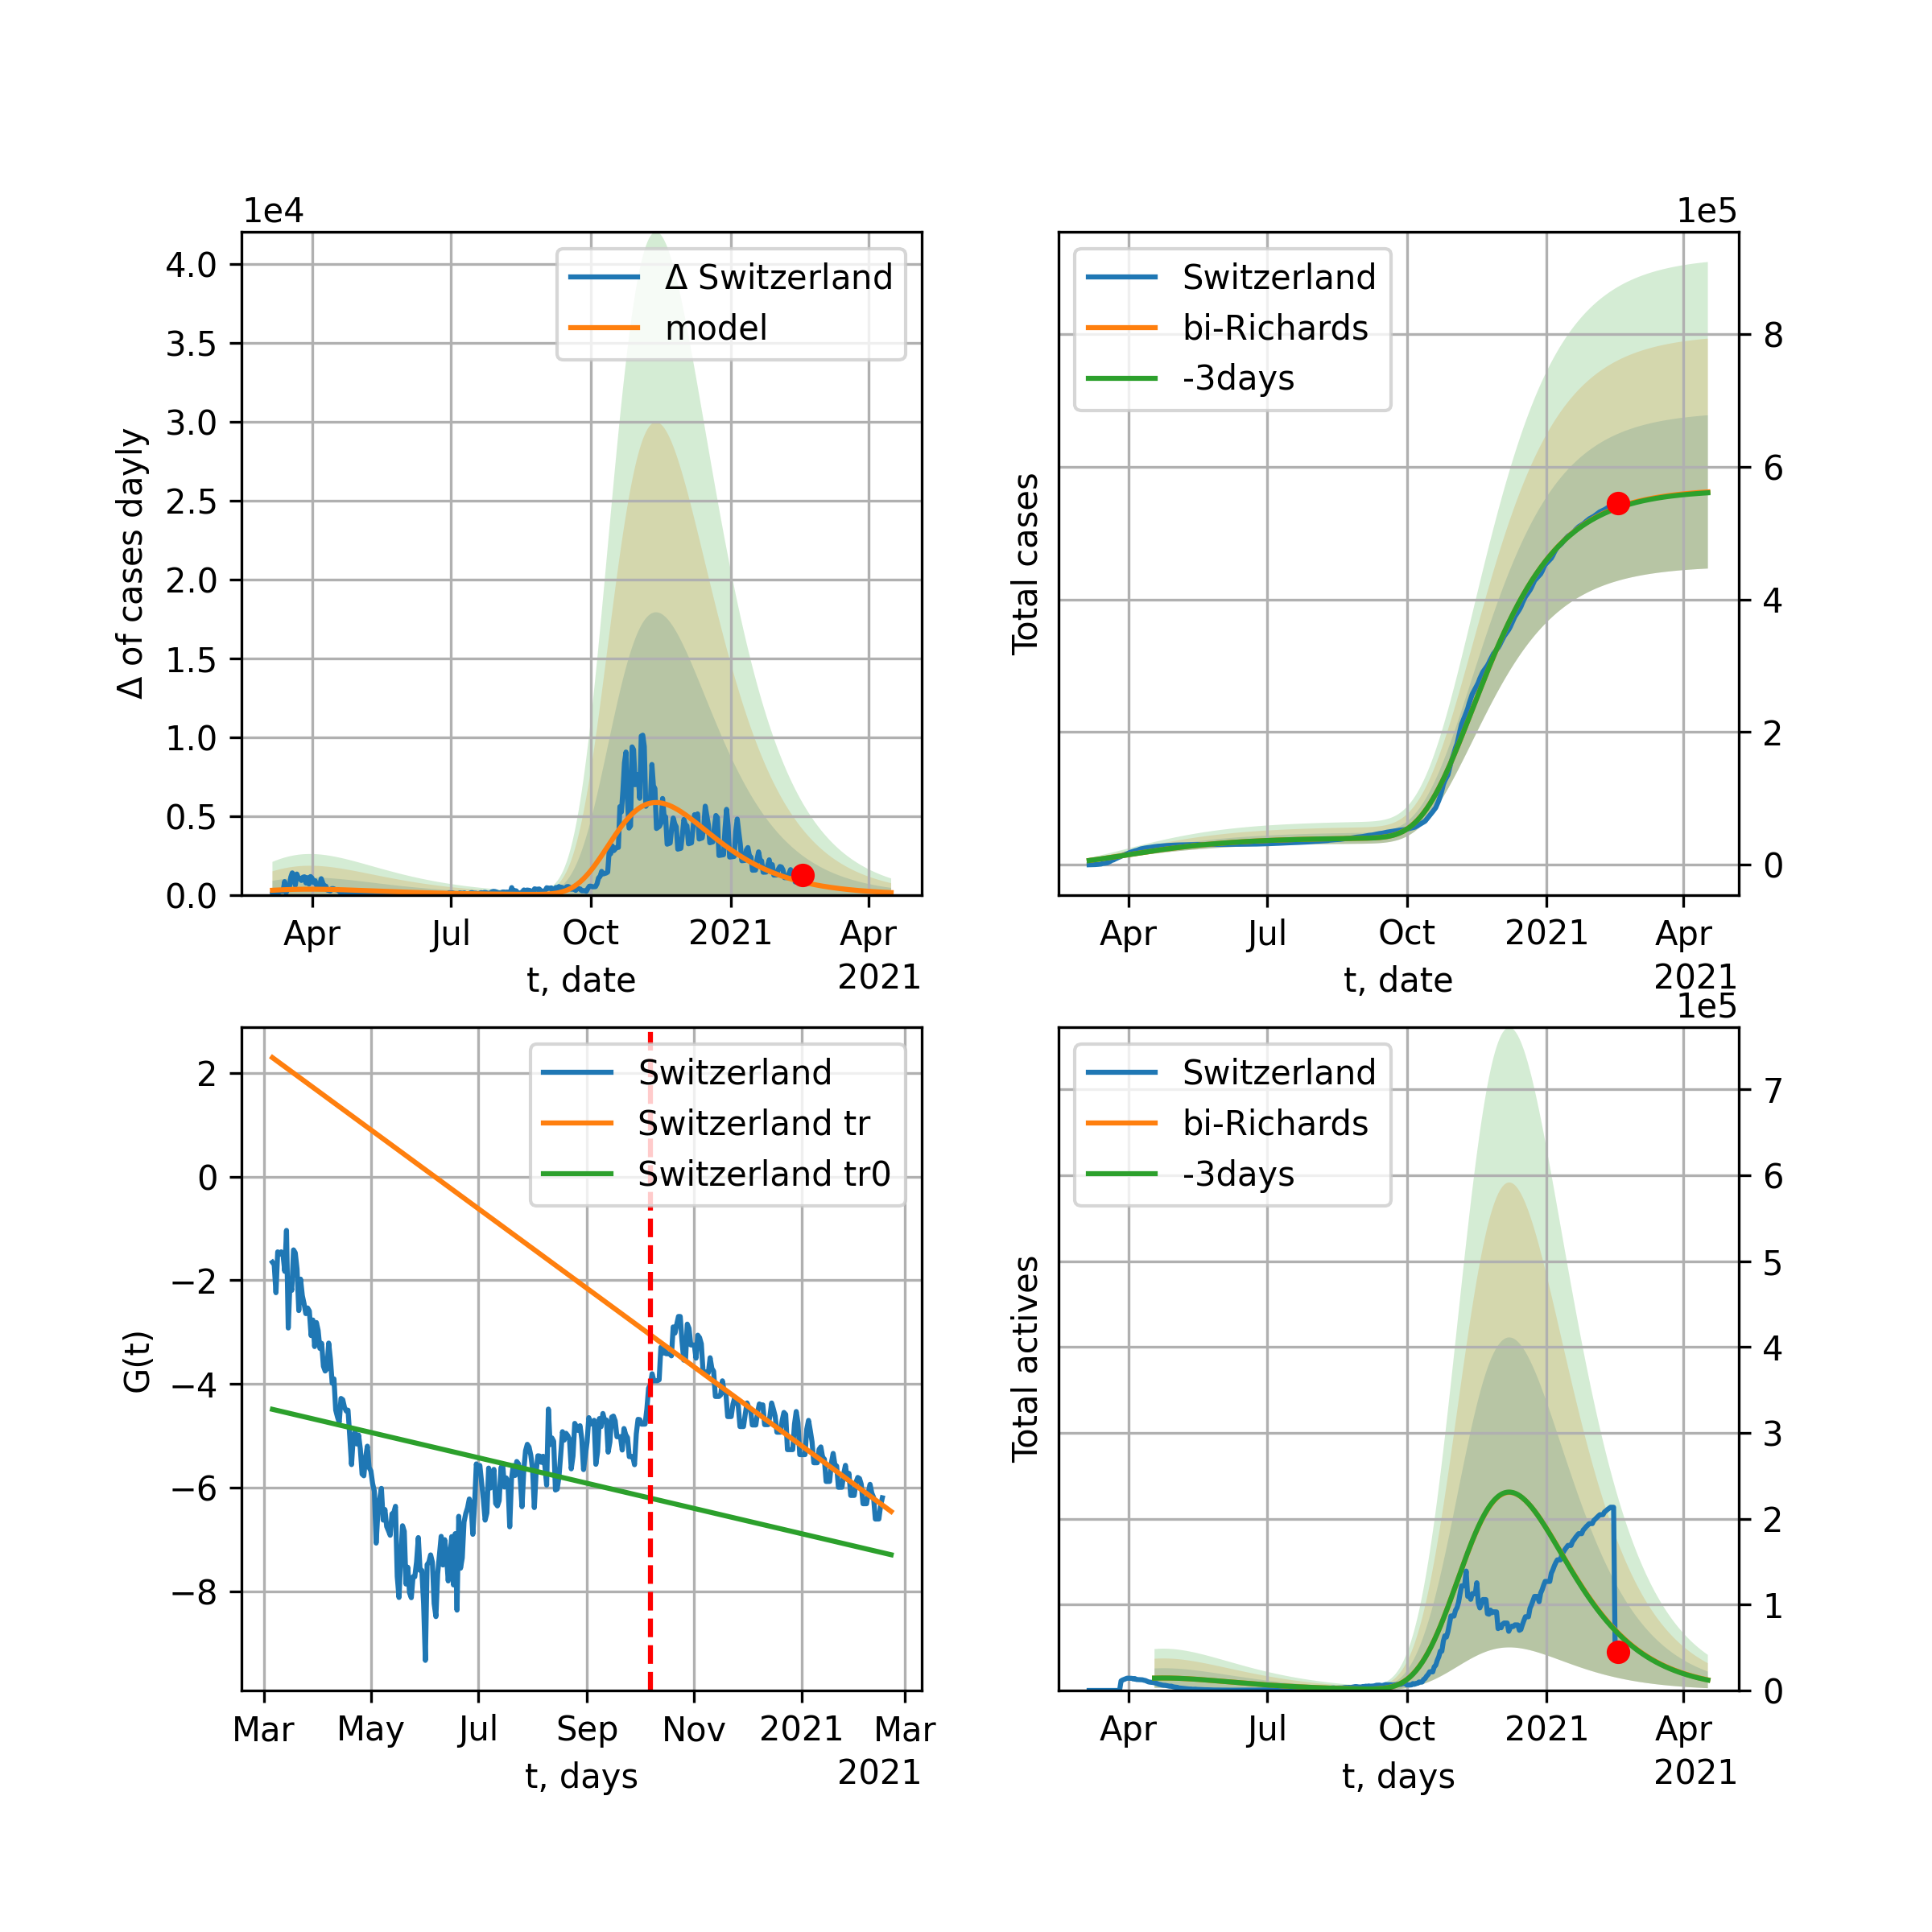 1e4
Δ of cases dayly
4.0
3.5
3.0
2.5
2.0
1.5
1.0
0.5
0.0
Δ Switzerland
model
Apr
Jul
Oct
2021
Apr
2021
t, date
1e5
Total cases
Switzerland
bi-Richards
-3days
8
6
4
2
0
Apr
Jul
Oct
2021
Apr
2021
t, date
G(t)
2
0
−2
−4
−6
−8
Switzerland
Switzerland tr
Switzerland tr0
Mar
May
Jul
Sep
Nov
2021
Mar
2021
t, days
1e5
Total actives
Switzerland
bi-Richards
-3days
7
6
5
4
3
2
1
0
Apr
Jul
Oct
2021
Apr
2021
t, days